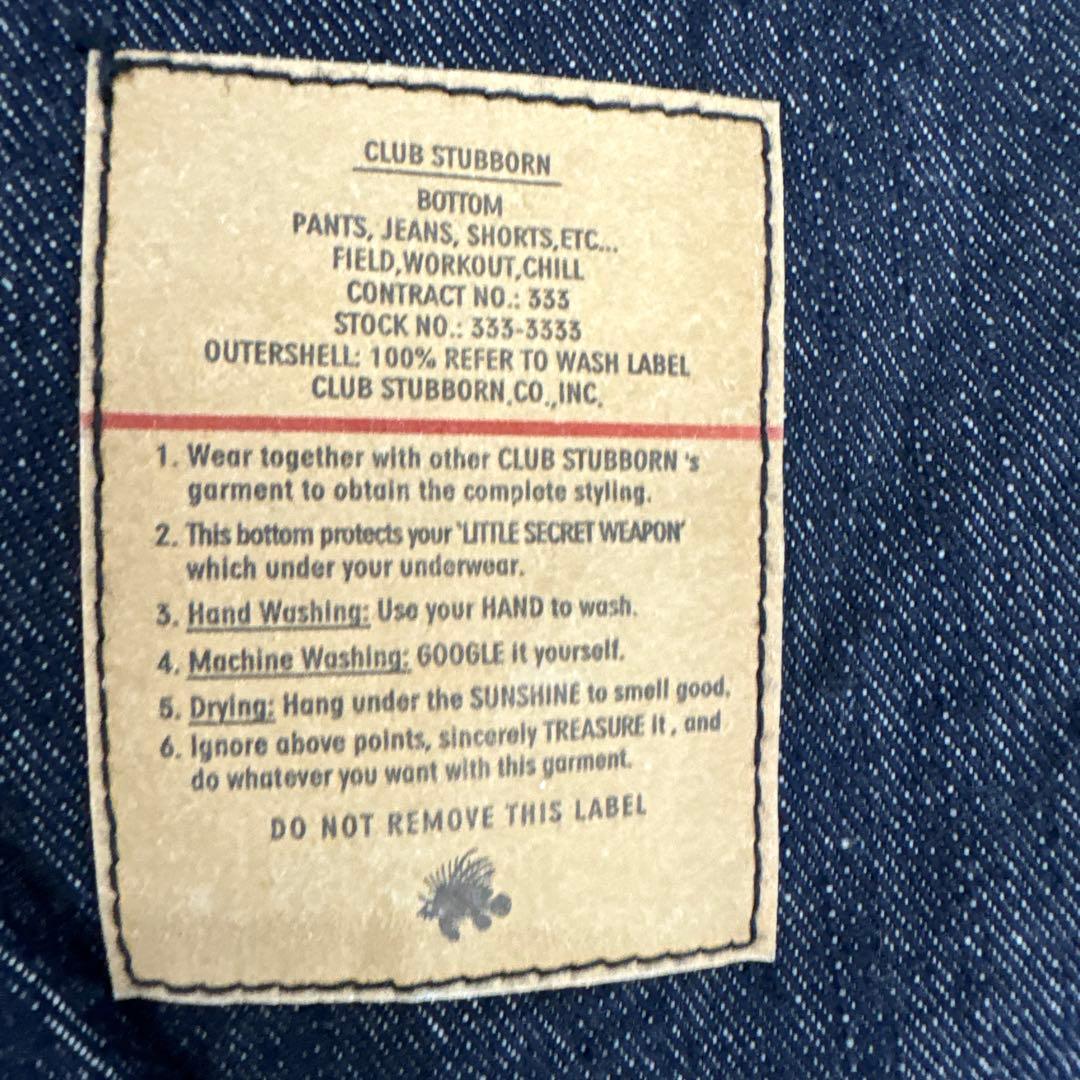 CLUB STUBBORN
BOTTOM
PANTS, JEANS, SHORTS,ETC...
FIELD,WORKOUT,CHILL
CONTRACT NO.: 333
STOCK NO.: 333-3333
OUTERSHELL: 100% REFER TO WASH LABEL
CLUB STUBBORN,CO.,INC.
1. Wear together with other CLUB STUBBORN 's
garment to obtain the complete styling.
2. This bottom protects your 'LITTLE SECRET WEAPON'
which under your underwear.
3. Hand Washing: Use your HAND to wash.
4. Machine Washing: GOOGLE it yourself.
5. Drying: Hang under the SUNSHINE to smell good.
6. Ignore above points, sincerely TREASURE it , and
do whatever you want with this garment.
DO NOT REMOVE THIS LABEL